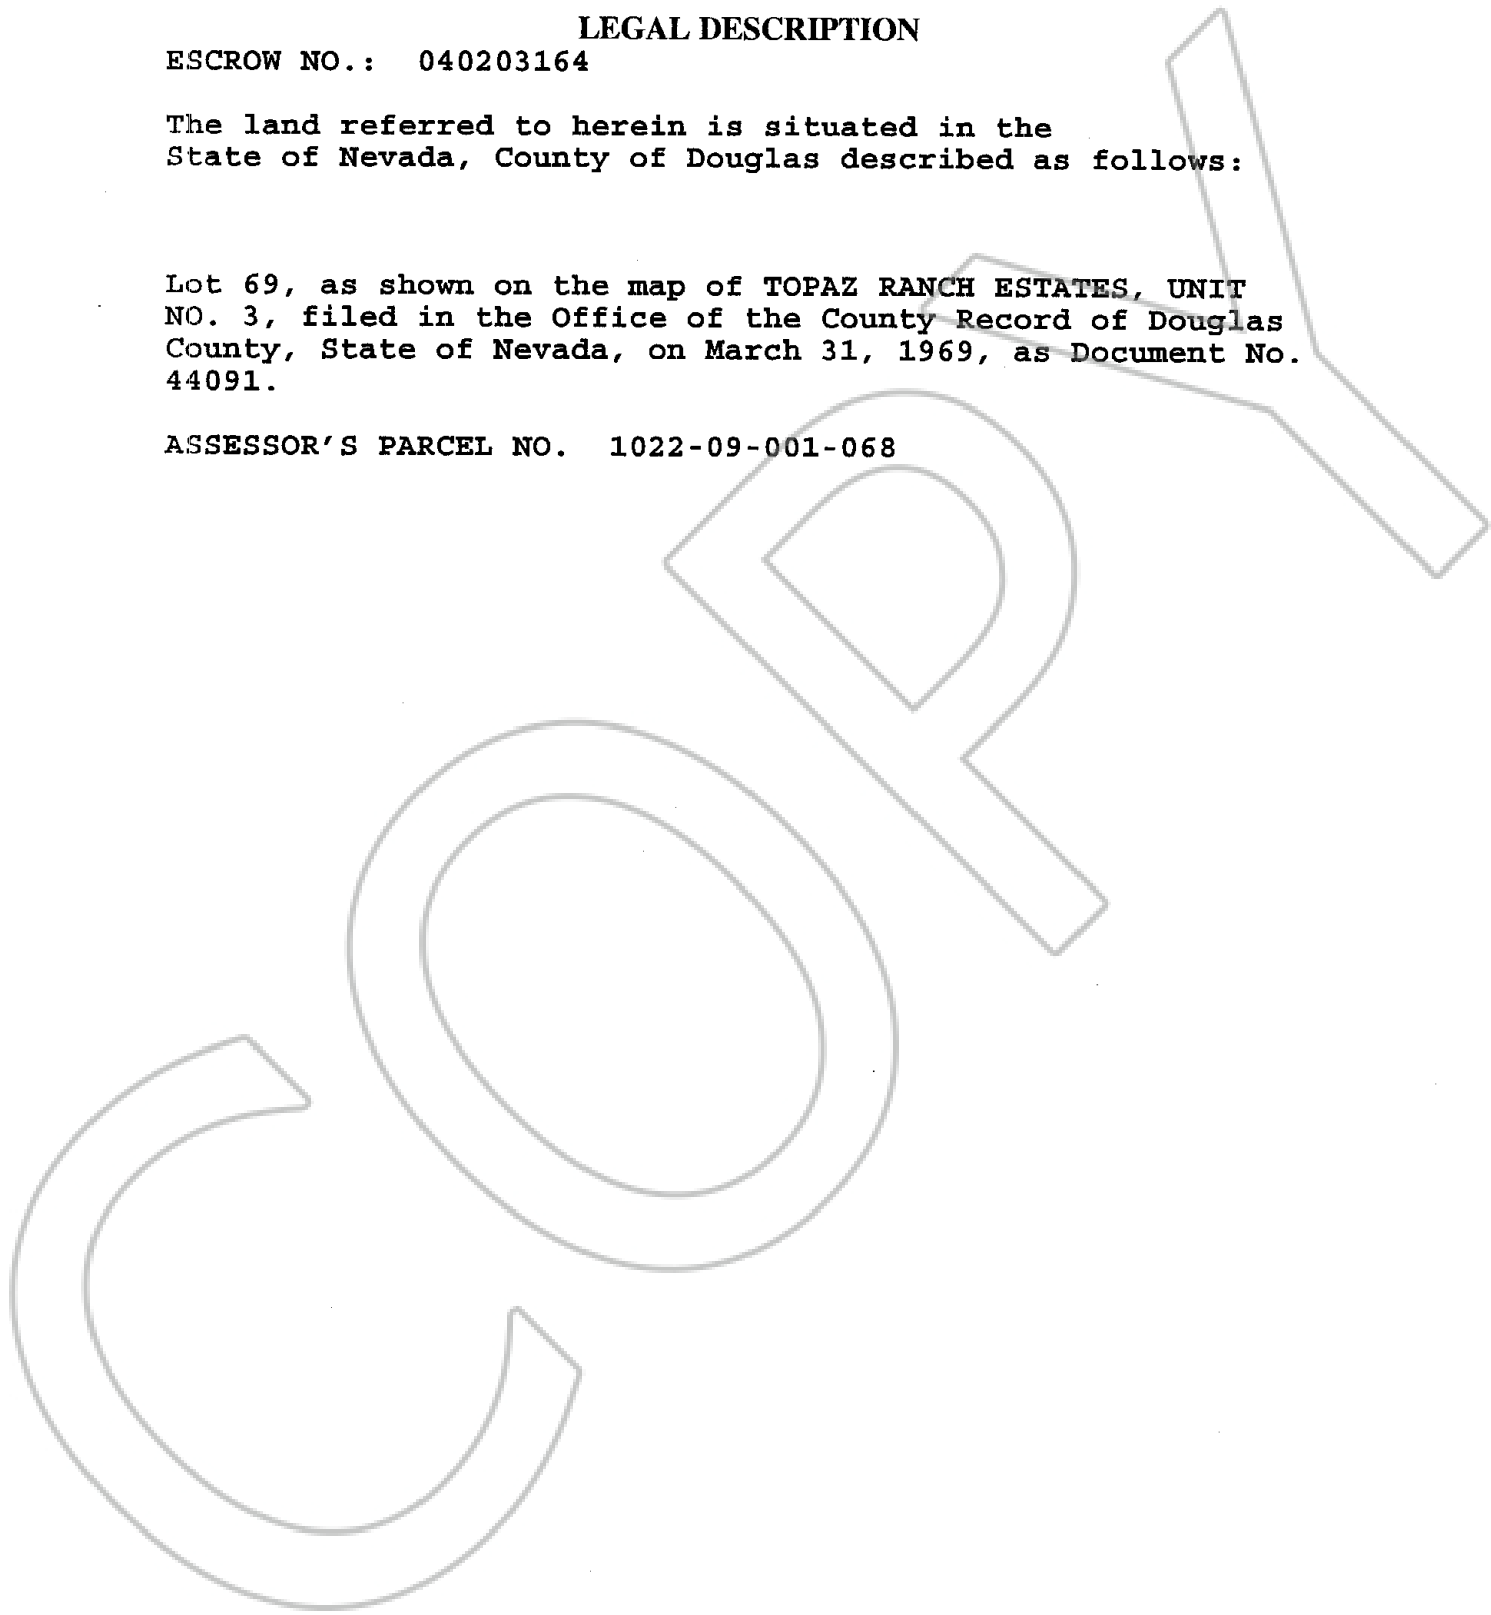 LEGAL DESCRIPTION
ESCROW NO.: 040203164
The land referred to herein is situated in the
State of Nevada, County of Douglas described as follows:
Lot 69, as shown on the map of TOPAZ RANCH ESTATES, UNIT
NO. 3, filed in the Office of the County Record of Douglas
County, State of Nevada, on March 31, 1969, as Document No.
44091.
ASSESSOR'S PARCEL NO. 1022-09-001-068
COPY